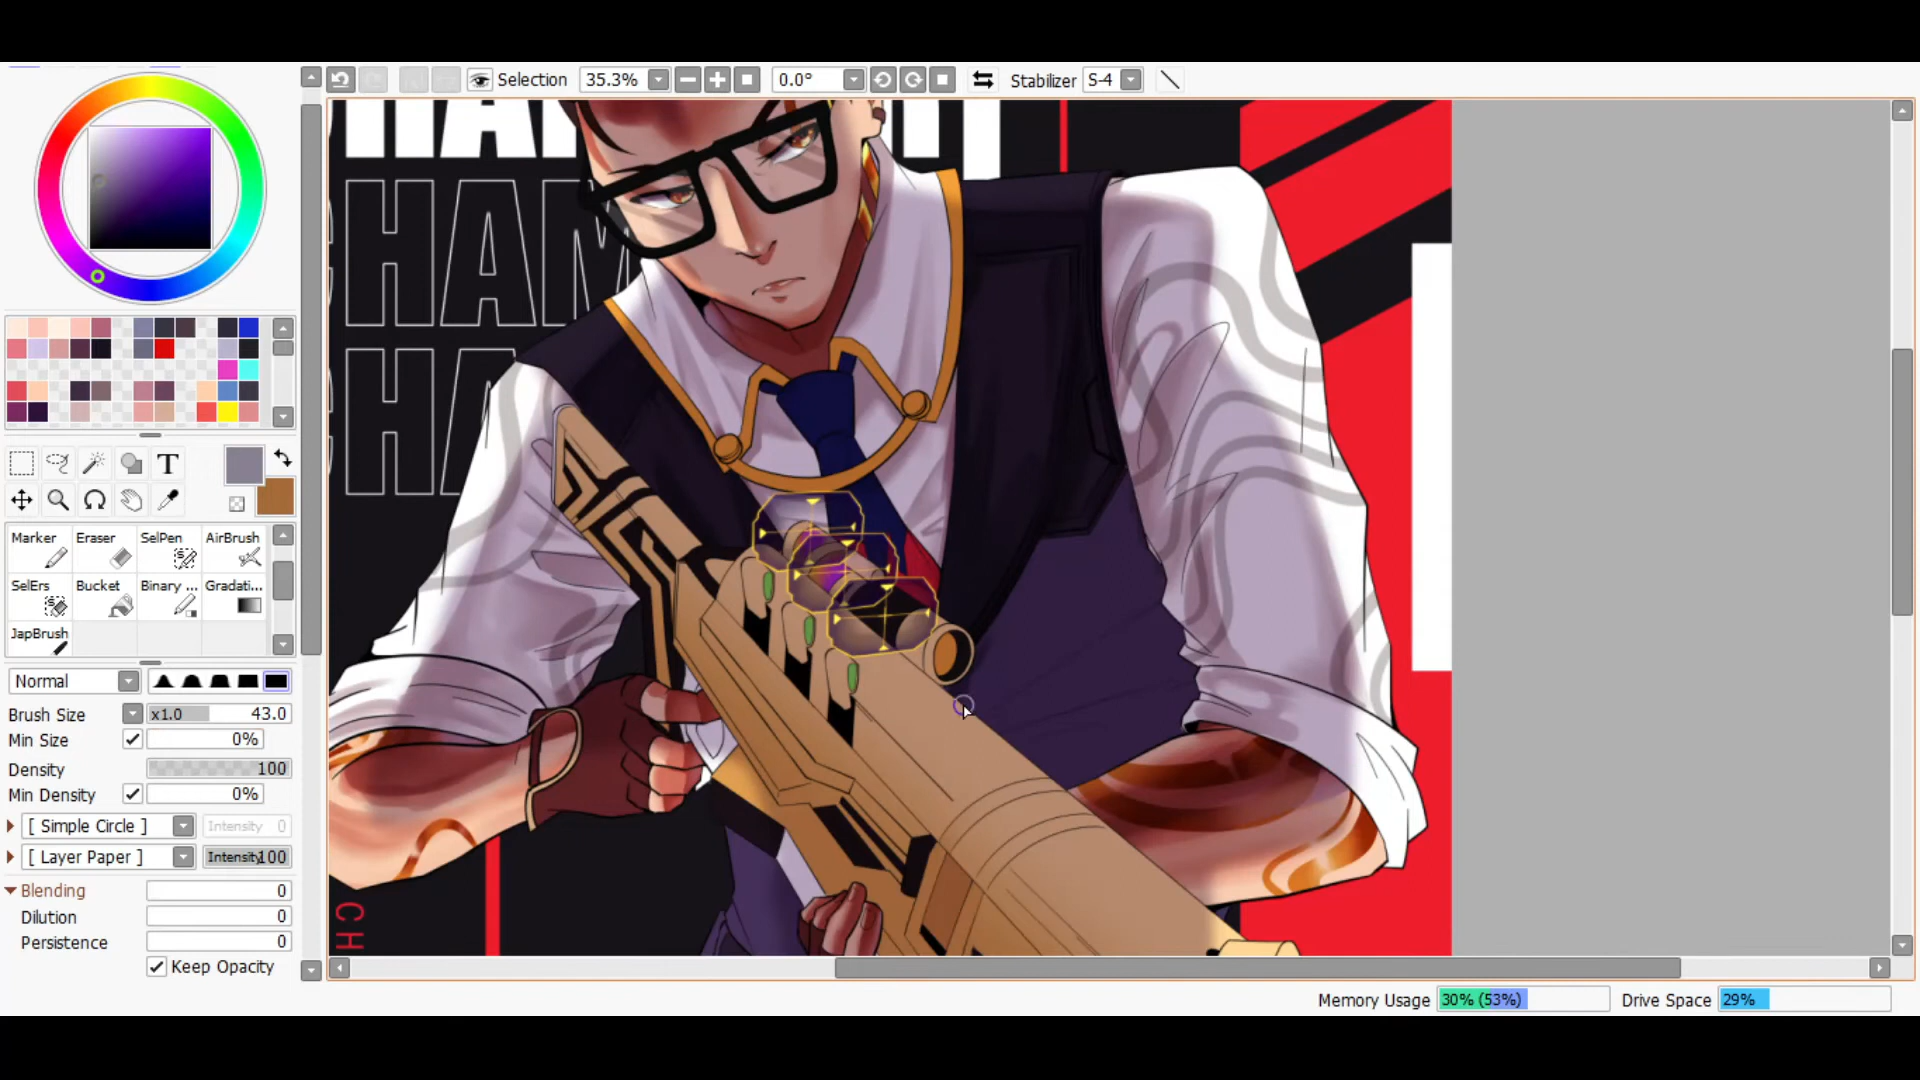 Selection 35.3% 0.0° Stabilizer S-4
CHAM
CHA
T
Marker Eraser SelPen AirBrush
SelErs Bucket Binary ... Gradati...
JapBrush
Normal
Brush Size x1.0 43.0
Min Size 0%
Density 100
Min Density 0%
[ Simple Circle ] Intensity 0
[ Layer Paper ] Intensity 100
Blending 0
Dilution 0
Persistence 0
Keep Opacity
CH
Memory Usage 30% (53%) Drive Space 29%